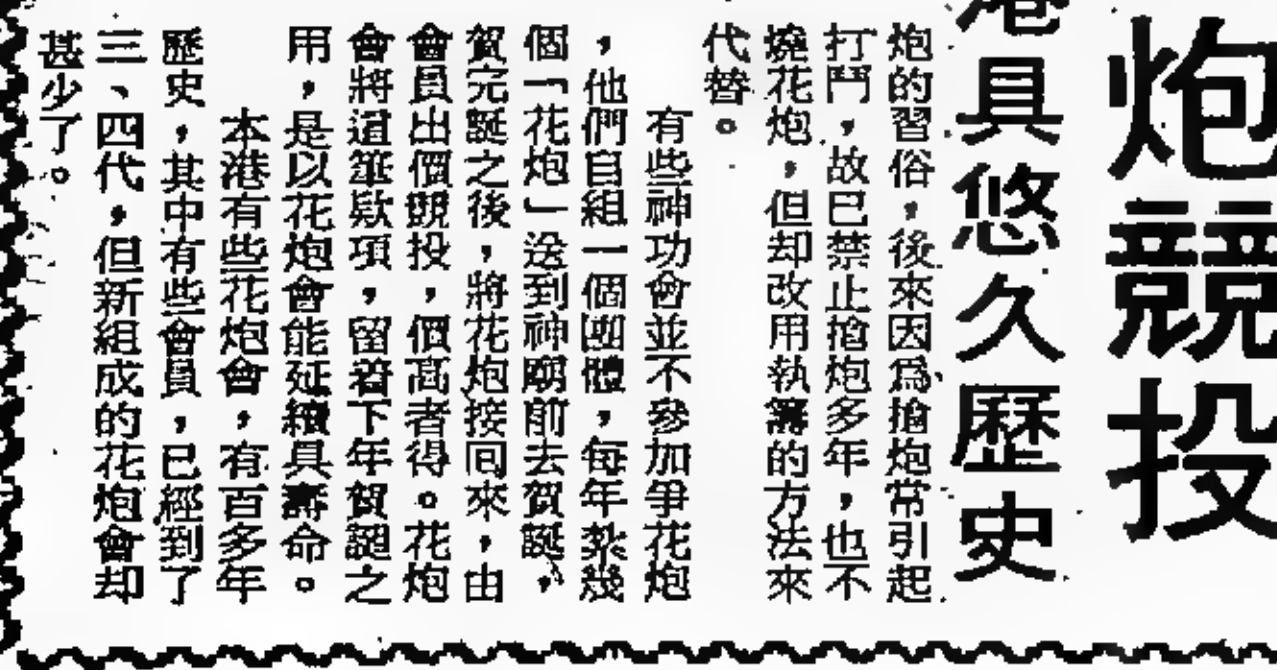 炮競投
港具悠久歷史
炮的習俗，後來因爲搶炮常引起
打鬥，故已禁止搶炮多年，也不
燒花炮，但却改用執籌的方法來
代替。
有些神功會並不參加爭花炮
，他們自組一個團體，每年紮幾
個「花炮」送到神廟前去賀誕，
賀完誕之後，將花炮接回來，由
會員出價競投，價高者得。花炮
會將這筆欵項，留着下年賀誕之
用，是以花炮會能延續具壽命。
本港有些花炮會，有百多年
歷史，其中有些會員，已經到了
三、四代，但新組成的花炮會却
甚少了。